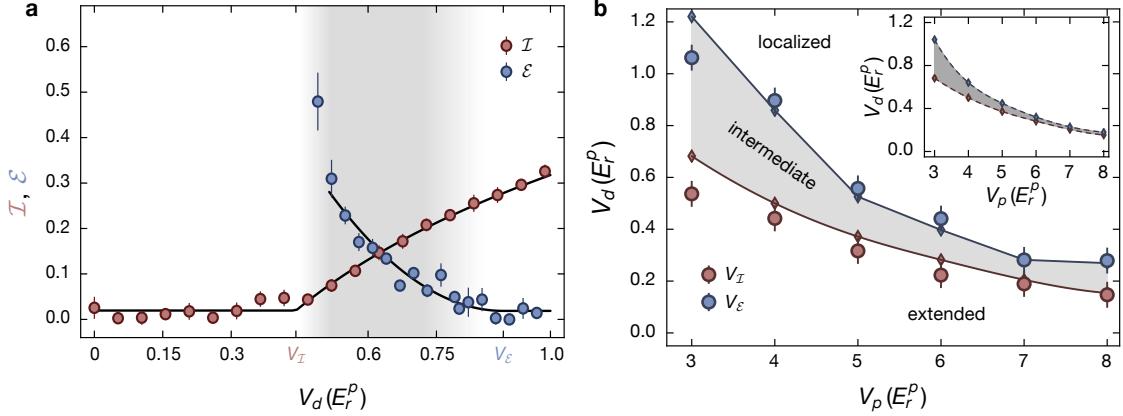 a
0.6
0.5
0.4
0.3
0.2
0.1
0.0
ℐ, ℰ
ℐ
ℰ
0
0.15
0.3
V_ℐ
0.6
0.75
V_ℰ
1.0
V_d (E_r^p)
b
1.2
1.0
0.8
0.6
0.4
0.2
0.0
V_d (E_r^p)
localized
intermediate
extended
V_ℐ
V_ℰ
3 4 5 6 7 8
V_p (E_r^p)
1.2
0.8
0.4
0.0
V_d (E_r^p)
3 4 5 6 7 8
V_p (E_r^p)